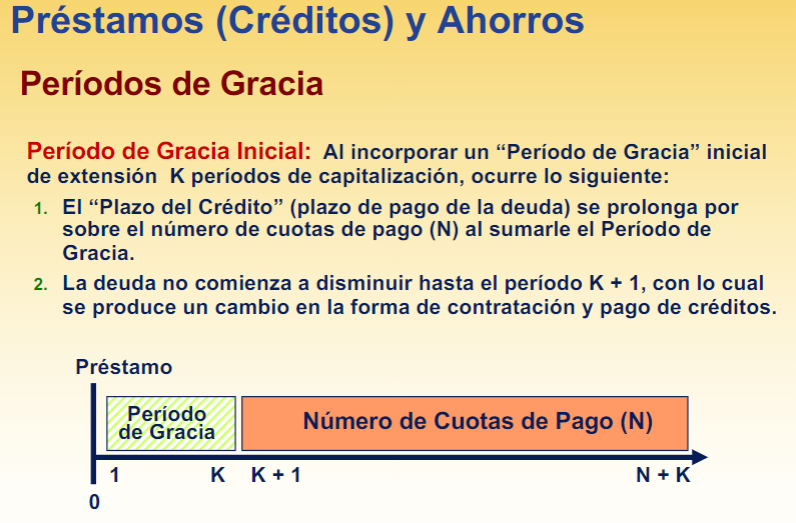 Préstamos (Créditos) y Ahorros
Períodos de Gracia
Período de Gracia Inicial: Al incorporar un “Período de Gracia” inicial
de extensión K períodos de capitalización, ocurre lo siguiente:
1. El “Plazo del Crédito” (plazo de pago de la deuda) se prolonga por
sobre el número de cuotas de pago (N) al sumarle el Período de
Gracia.
2. La deuda no comienza a disminuir hasta el período K + 1, con lo cual
se produce un cambio en la forma de contratación y pago de créditos.
Préstamo
Período
de Gracia
Número de Cuotas de Pago (N)
1 K K + 1 N + K
0